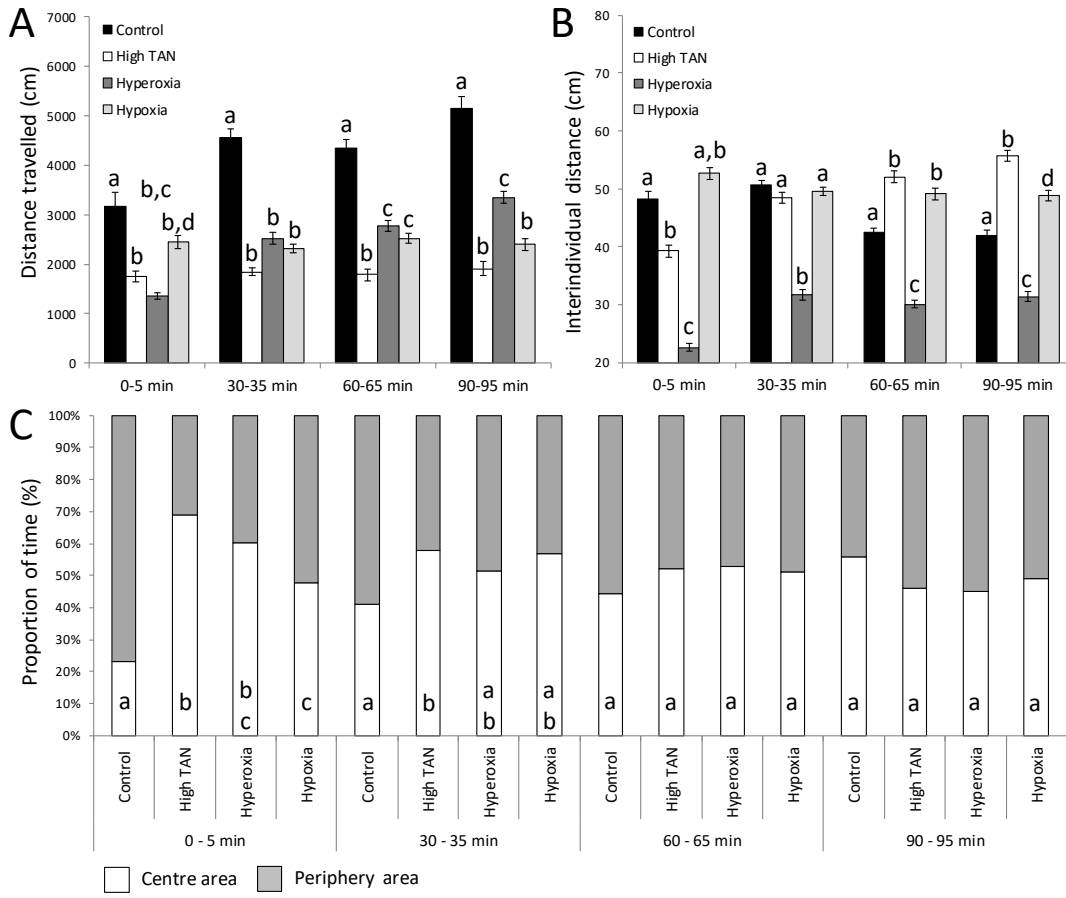 A
Distance travelled (cm)
7000
6000
5000
4000
3000
2000
1000
0
Control
High TAN
Hyperoxia
Hypoxia
a
b
b,c
b,d
a
b
b
b
a
b
c
c
a
b
c
b
0-5 min
30-35 min
60-65 min
90-95 min
B
Interindividual distance (cm)
80
70
60
50
40
30
20
Control
High TAN
Hyperoxia
Hypoxia
a
b
c
a,b
a
a
b
a
a
b
c
b
a
b
c
d
0-5 min
30-35 min
60-65 min
90-95 min
C
Proportion of time (%)
100%
90%
80%
70%
60%
50%
40%
30%
20%
10%
0%
a
b
b
c
c
a
b
a
b
a
b
a
a
a
a
a
a
a
a
Control
High TAN
Hyperoxia
Hypoxia
Control
High TAN
Hyperoxia
Hypoxia
Control
High TAN
Hyperoxia
Hypoxia
Control
High TAN
Hyperoxia
Hypoxia
0 - 5 min
30 - 35 min
60 - 65 min
90 - 95 min
Centre area
Periphery area